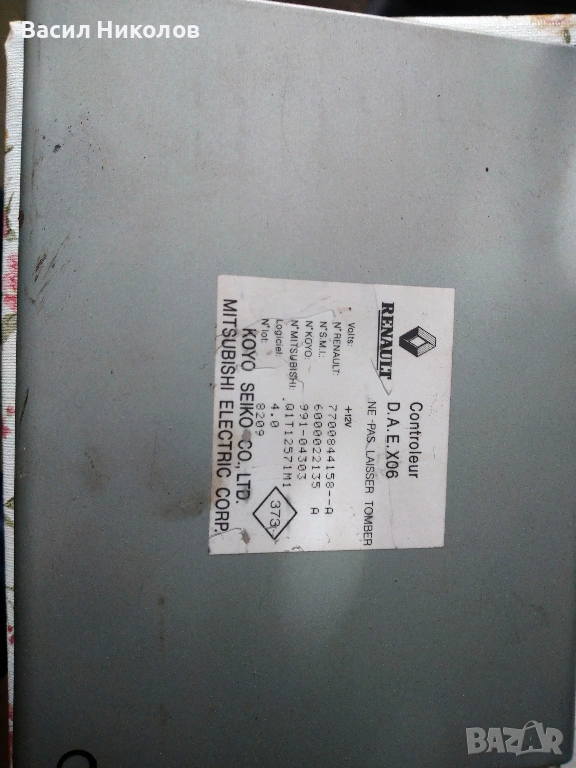 Васил Николов
RENAULT
Controleur
D.A.E.X06
NE PAS LAISSER TOMBER
Volts: +12V
N°RENAULT: 7700844158--A
N°S.M.I.: 6000022135 A
N°KOYO: 991-04303
N°MITSUBISHI: Q1T12571M1
Logiciel: 4.0
N°lot: 8209
373
KOYO SEIKO CO.,LTD.
MITSUBISHI ELECTRIC CORP.
BAZAR